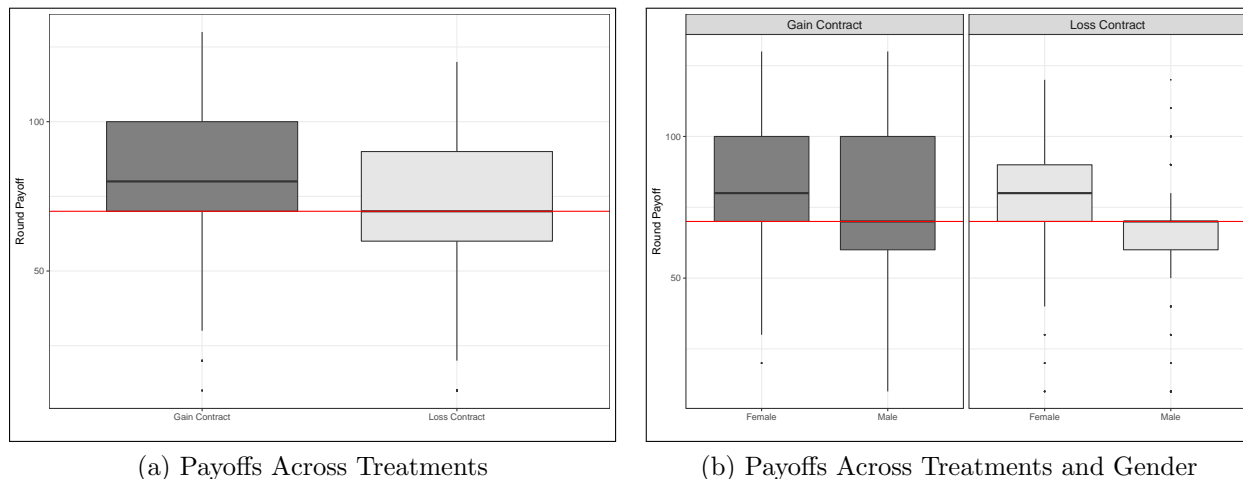 Round Payoff
100
50
Gain Contract
Loss Contract
(a) Payoffs Across Treatments
Gain Contract
Loss Contract
Round Payoff
100
50
Female
Male
Female
Male
(b) Payoffs Across Treatments and Gender